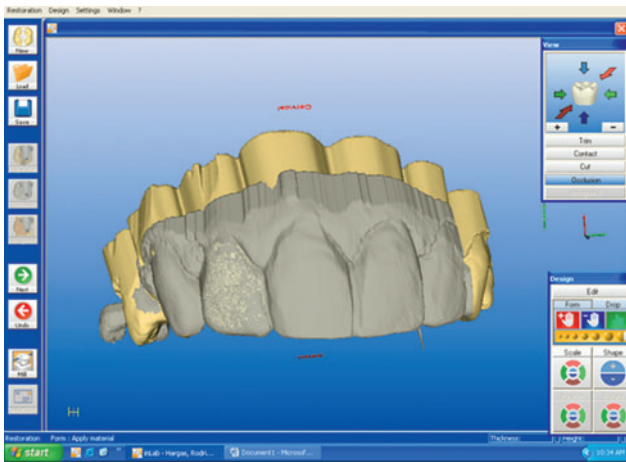 Restoration Design Settings Window ?
New
Load
Save
Next
Undo
Mill
View
+ −
Trim
Contact
Cut
Occlusion
Design
Edit
Form Drop
Scale Shape
Restoration Form : Apply material Thickness: [-] Height: [-]
start inLab - Hargas, Rodri... Document1 - Microsof... 10:34 AM